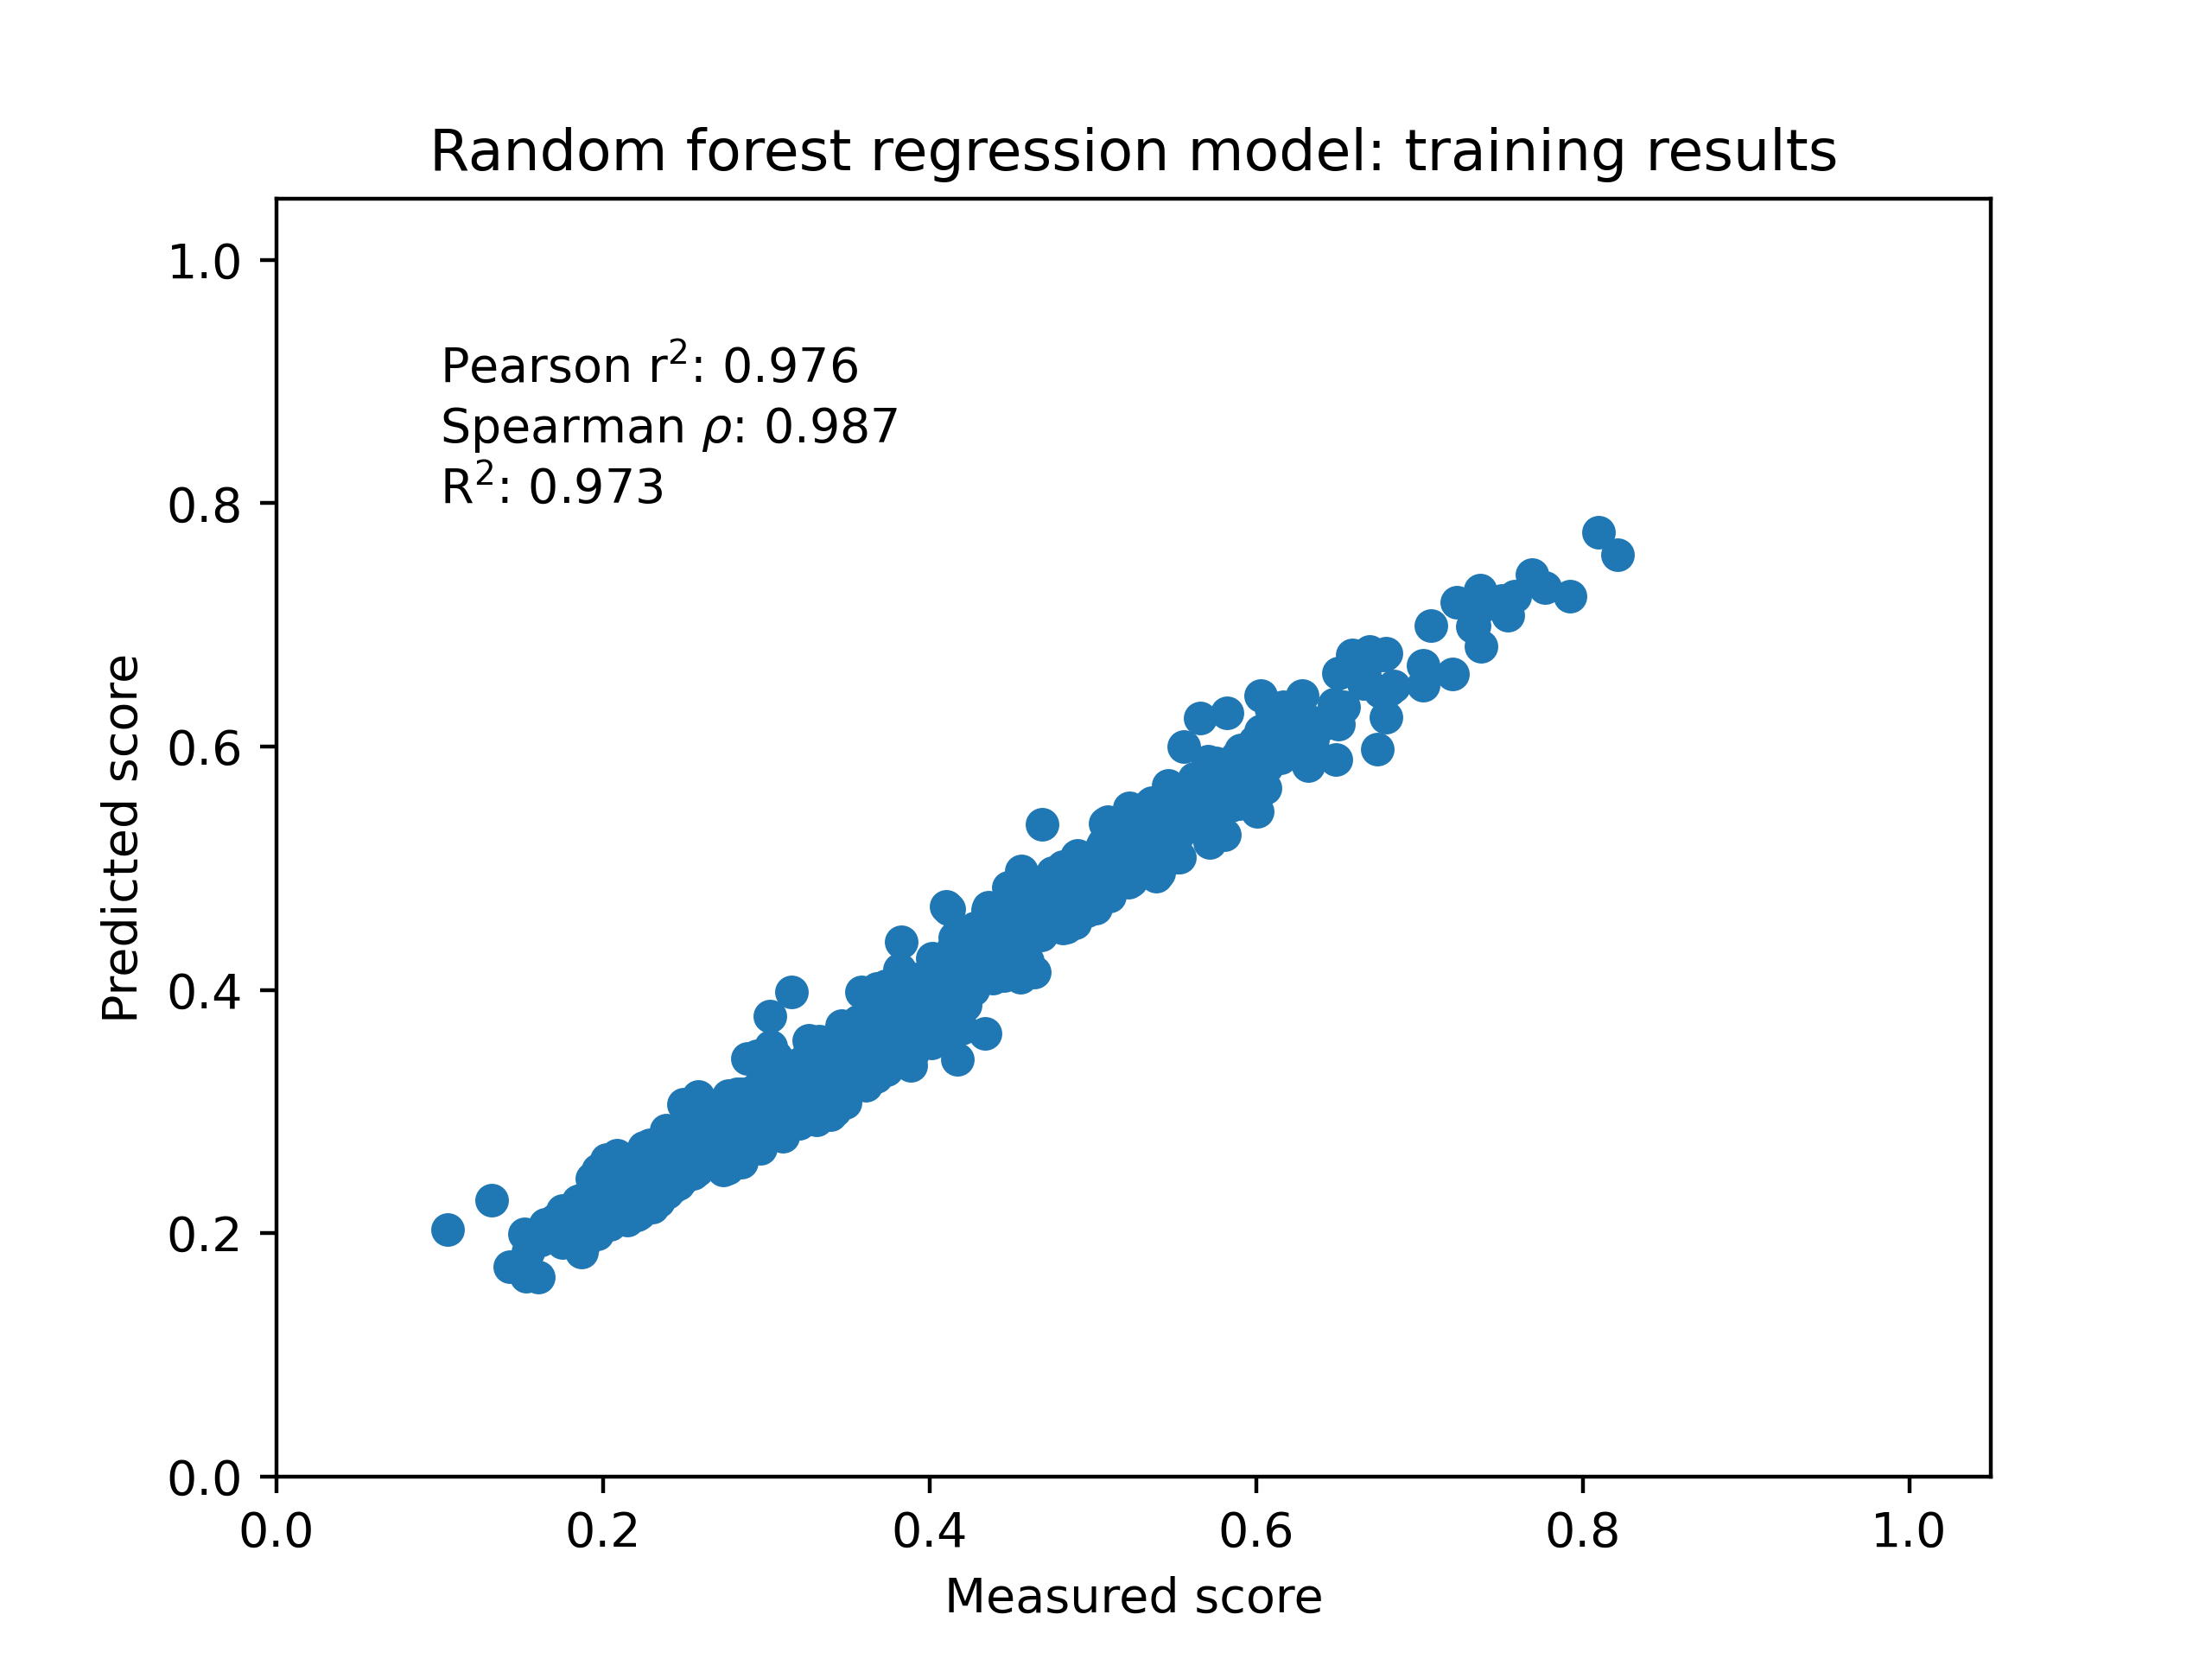 Random forest regression model: training results
1.0
Pearson r²: 0.976
Spearman ρ: 0.987
R²: 0.973
0.8
0.6
Predicted score
0.4
0.2
0.0
0.0 0.2 0.4 0.6 0.8 1.0
Measured score